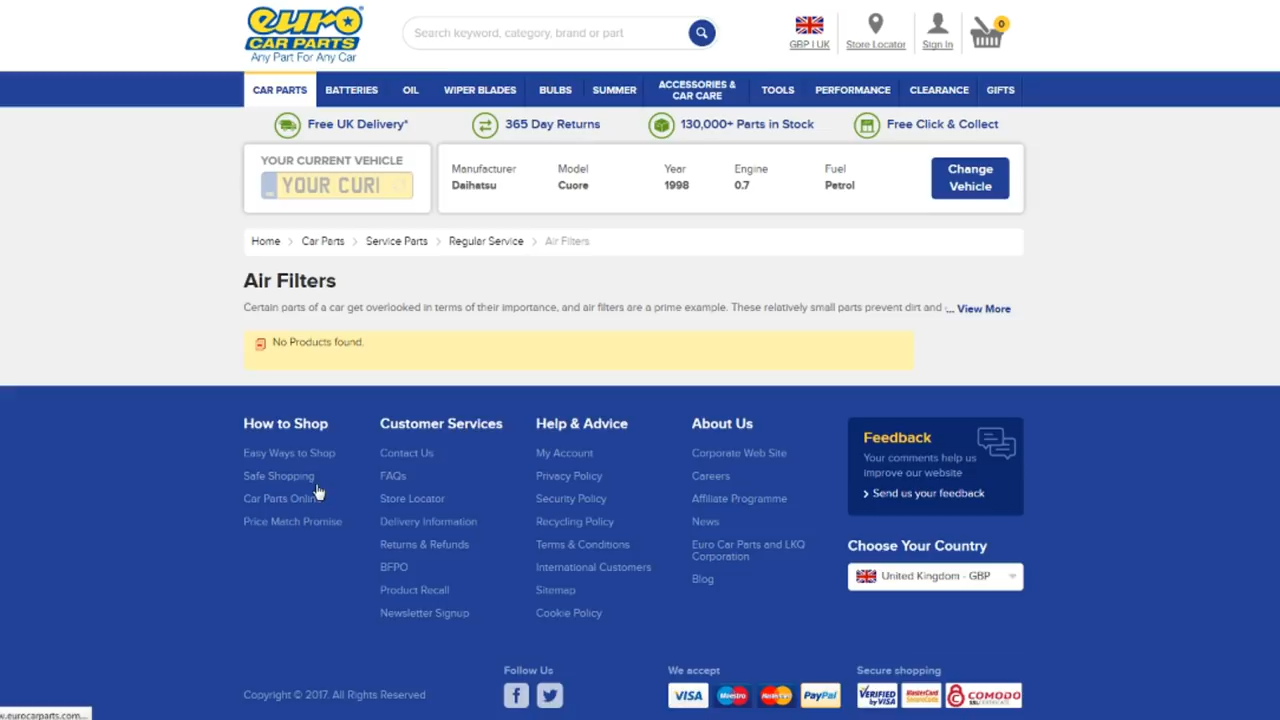 euro
CAR PARTS
Any Part For Any Car
Search keyword, category, brand or part
GBP | UK
Store Locator
Sign In
0
CAR PARTS
BATTERIES
OIL
WIPER BLADES
BULBS
SUMMER
ACCESSORIES &
CAR CARE
TOOLS
PERFORMANCE
CLEARANCE
GIFTS
Free UK Delivery*
365 Day Returns
130,000+ Parts in Stock
Free Click & Collect
YOUR CURRENT VEHICLE
YOUR CURI
Manufacturer
Daihatsu
Model
Cuore
Year
1998
Engine
0.7
Fuel
Petrol
Change
Vehicle
Home > Car Parts > Service Parts > Regular Service > Air Filters
Air Filters
Certain parts of a car get overlooked in terms of their importance, and air filters are a prime example. These relatively small parts prevent dirt and ... View More
No Products found.
How to Shop
Easy Ways to Shop
Safe Shopping
Car Parts Online
Price Match Promise
Customer Services
Contact Us
FAQs
Store Locator
Delivery Information
Returns & Refunds
BFPO
Product Recall
Newsletter Signup
Help & Advice
My Account
Privacy Policy
Security Policy
Recycling Policy
Terms & Conditions
International Customers
Sitemap
Cookie Policy
About Us
Corporate Web Site
Careers
Affiliate Programme
News
Euro Car Parts and LKQ
Corporation
Blog
Feedback
Your comments help us
improve our website
> Send us your feedback
Choose Your Country
United Kingdom - GBP
Copyright © 2017. All Rights Reserved
Follow Us
We accept
VISA
Maestro
MasterCard
PayPal
Secure shopping
VERIFIED
by VISA
MasterCard
SecureCode
COMODO
w.eurocarparts.com...